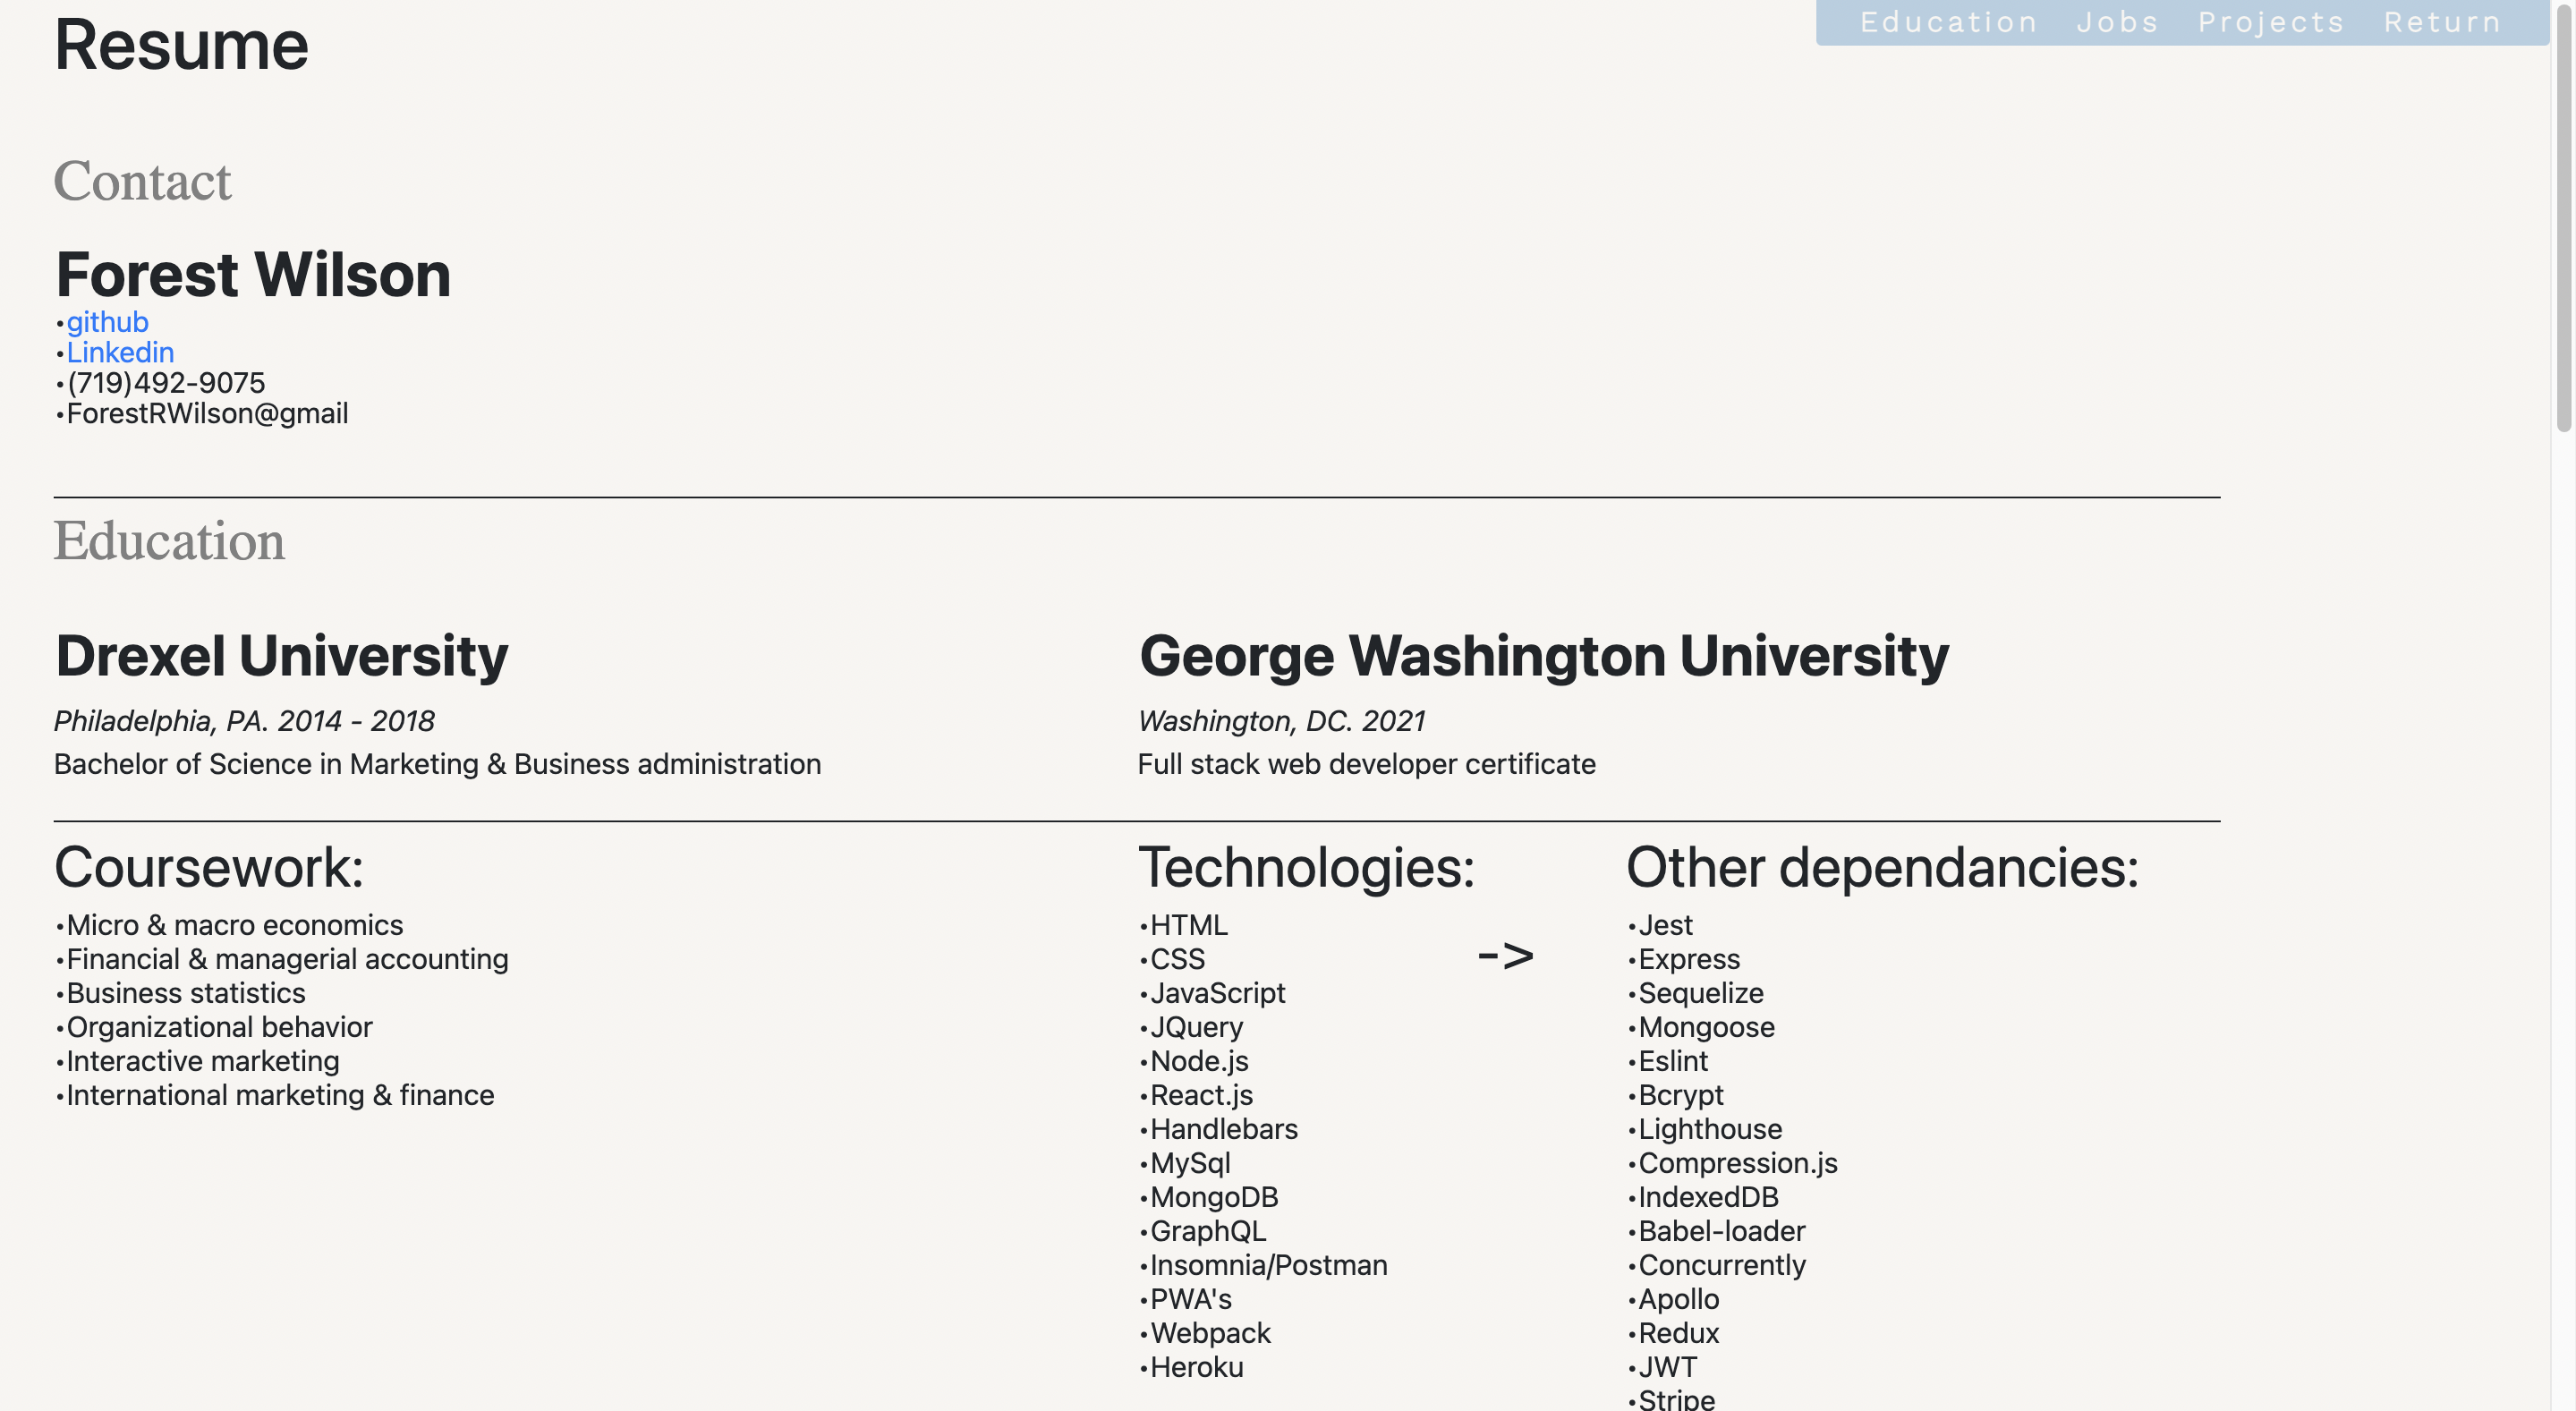 Resume
Education Jobs Projects Return
Contact
Forest Wilson
•github
•Linkedin
•(719)492-9075
•ForestRWilson@gmail
Education
Drexel University
Philadelphia, PA. 2014 - 2018
Bachelor of Science in Marketing & Business administration
George Washington University
Washington, DC. 2021
Full stack web developer certificate
Coursework:
•Micro & macro economics
•Financial & managerial accounting
•Business statistics
•Organizational behavior
•Interactive marketing
•International marketing & finance
Technologies:
•HTML
•CSS
•JavaScript
•JQuery
•Node.js
•React.js
•Handlebars
•MySql
•MongoDB
•GraphQL
•Insomnia/Postman
•PWA's
•Webpack
•Heroku
->
Other dependancies:
•Jest
•Express
•Sequelize
•Mongoose
•Eslint
•Bcrypt
•Lighthouse
•Compression.js
•IndexedDB
•Babel-loader
•Concurrently
•Apollo
•Redux
•JWT
•Stripe